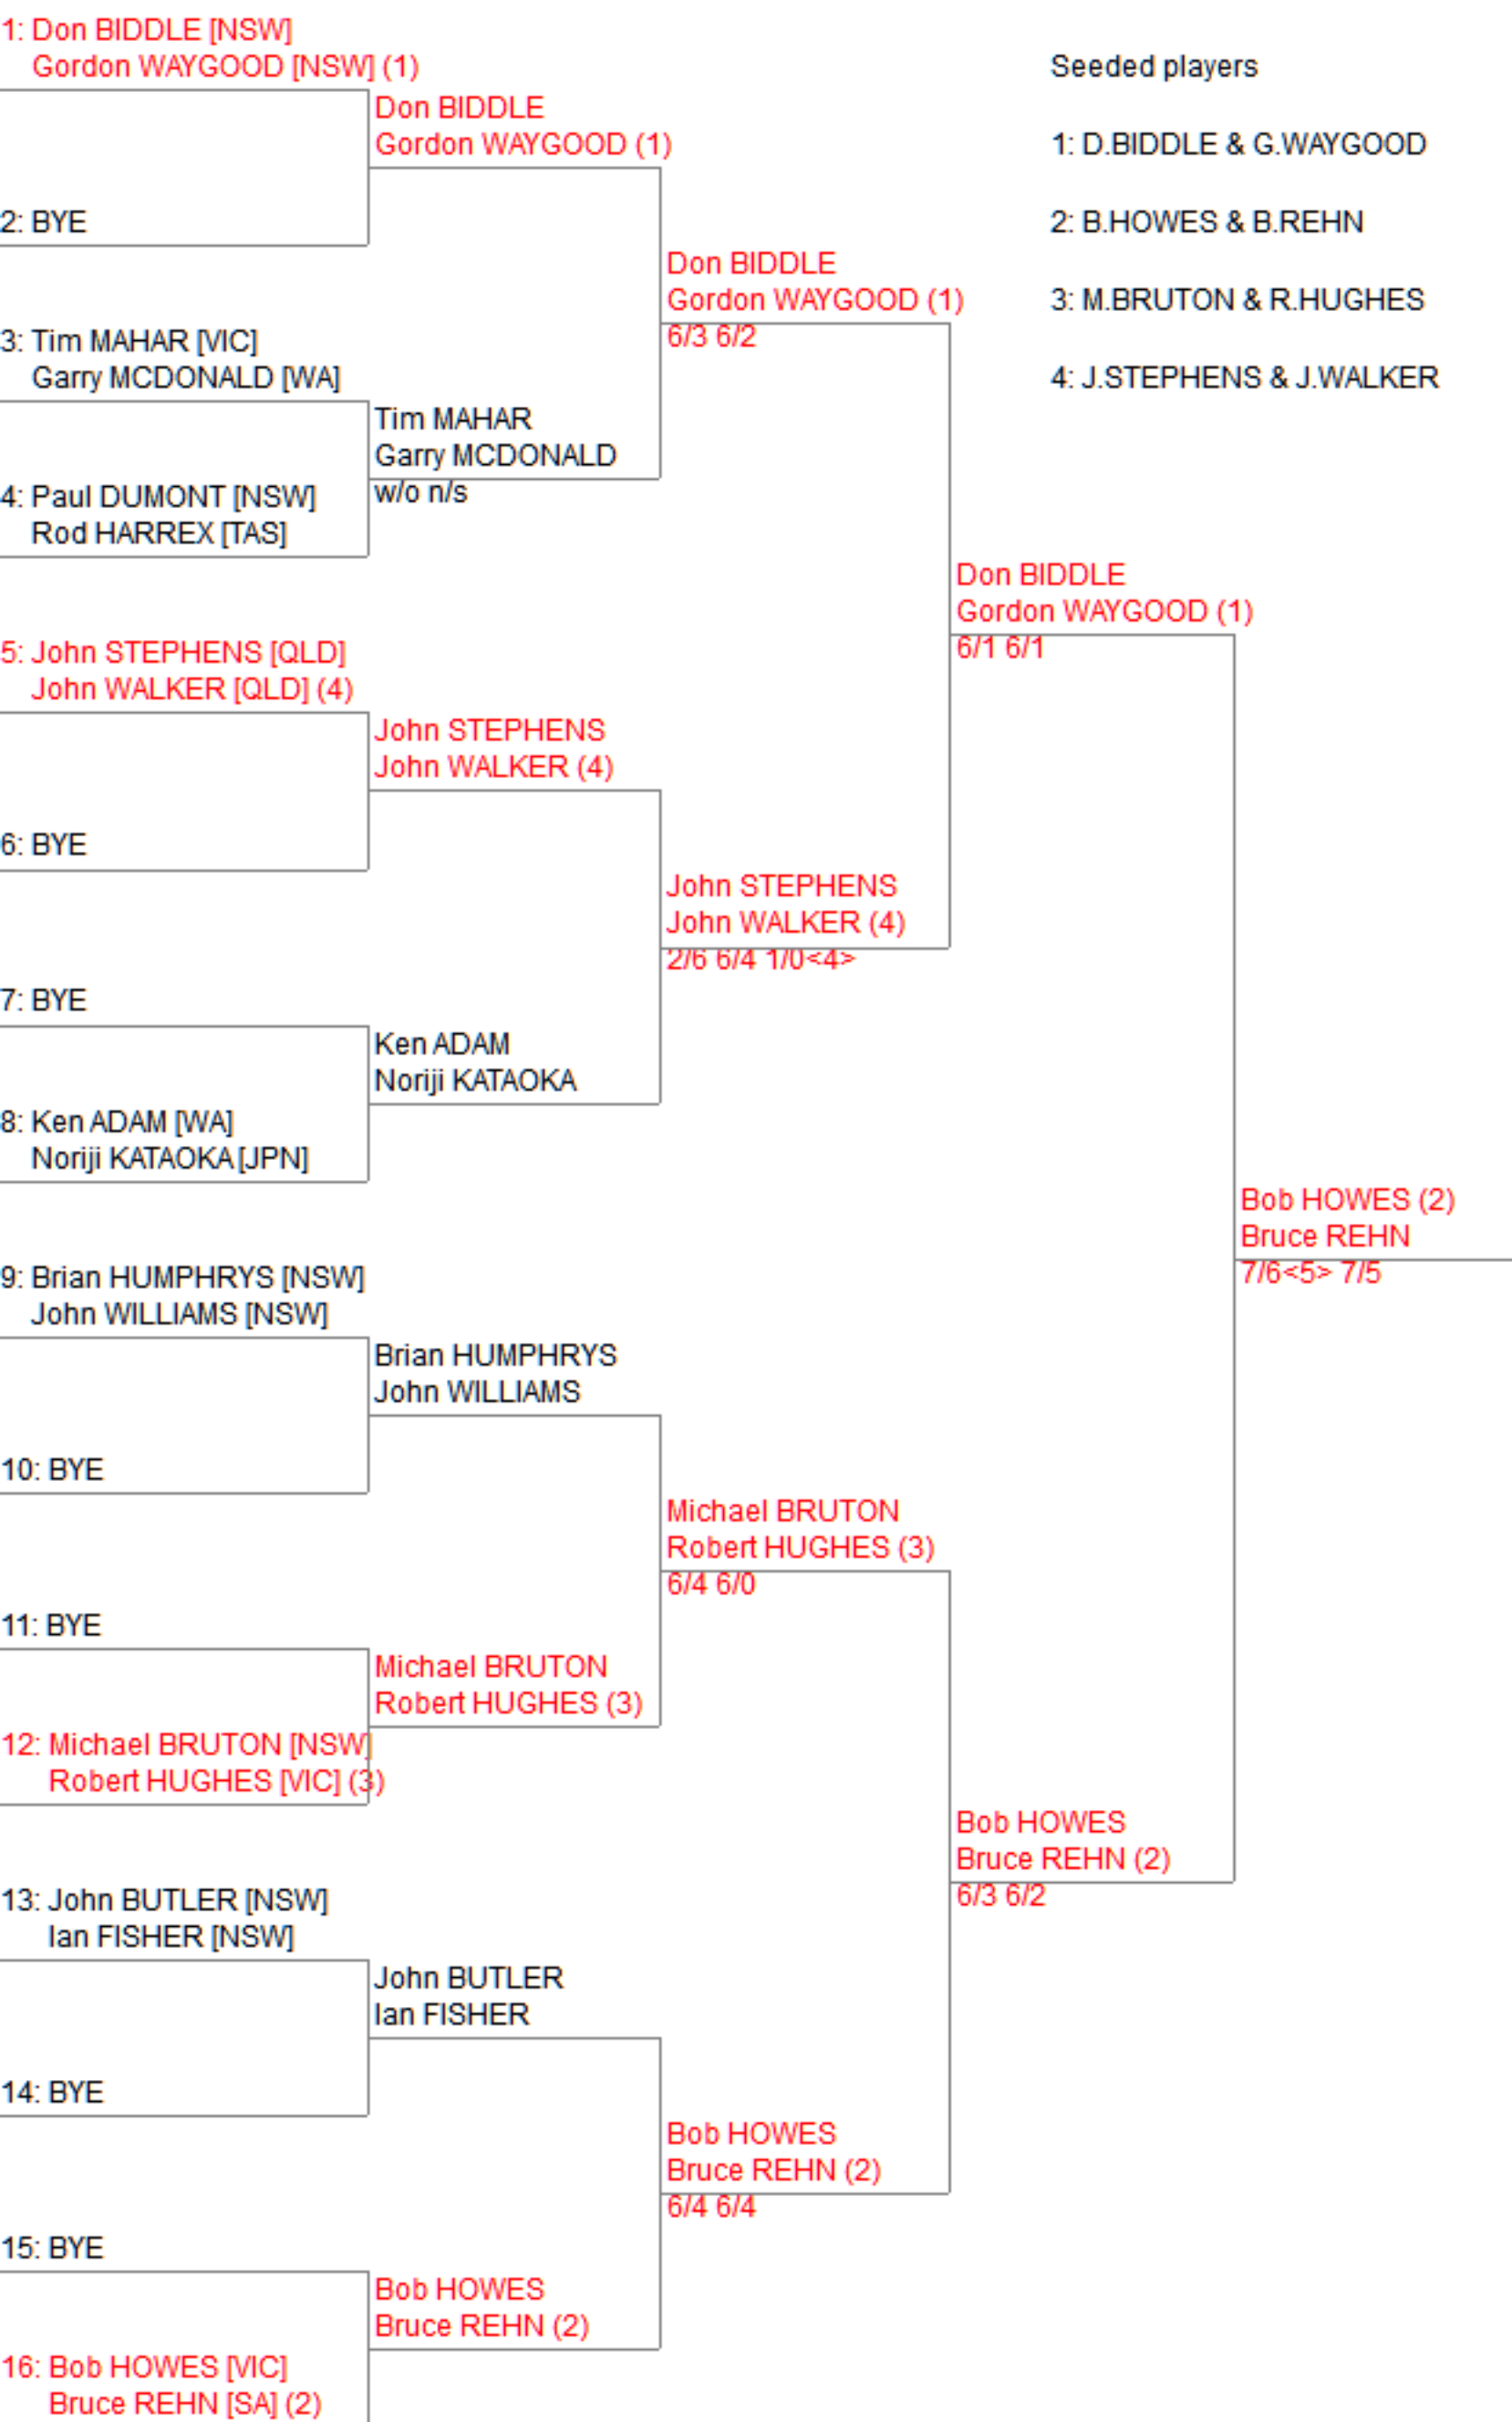 1: Don BIDDLE [NSW]
Gordon WAYGOOD [NSW] (1)
2: BYE
3: Tim MAHAR [VIC]
Garry MCDONALD [WA]
4: Paul DUMONT [NSW]
Rod HARREX [TAS]
5: John STEPHENS [QLD]
John WALKER [QLD] (4)
6: BYE
7: BYE
8: Ken ADAM [WA]
Noriji KATAOKA [JPN]
9: Brian HUMPHRYS [NSW]
John WILLIAMS [NSW]
10: BYE
11: BYE
12: Michael BRUTON [NSW]
Robert HUGHES [VIC] (3)
13: John BUTLER [NSW]
Ian FISHER [NSW]
14: BYE
15: BYE
16: Bob HOWES [VIC]
Bruce REHN [SA] (2)
Don BIDDLE
Gordon WAYGOOD (1)
Tim MAHAR
Garry MCDONALD
w/o n/s
John STEPHENS
John WALKER (4)
Ken ADAM
Noriji KATAOKA
Brian HUMPHRYS
John WILLIAMS
Michael BRUTON
Robert HUGHES (3)
John BUTLER
Ian FISHER
Bob HOWES
Bruce REHN (2)
Don BIDDLE
Gordon WAYGOOD (1)
6/3 6/2
John STEPHENS
John WALKER (4)
2/6 6/4 1/0<4>
Michael BRUTON
Robert HUGHES (3)
6/4 6/0
Bob HOWES
Bruce REHN (2)
6/4 6/4
Don BIDDLE
Gordon WAYGOOD (1)
6/1 6/1
Bob HOWES
Bruce REHN (2)
6/3 6/2
Bob HOWES (2)
Bruce REHN
7/6<5> 7/5
Seeded players
1: D.BIDDLE & G.WAYGOOD
2: B.HOWES & B.REHN
3: M.BRUTON & R.HUGHES
4: J.STEPHENS & J.WALKER